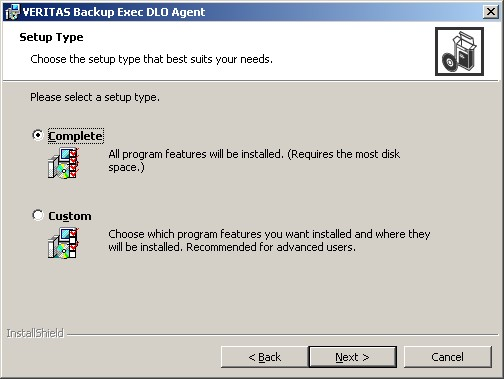 VERITAS Backup Exec DLO Agent
Setup Type
Choose the setup type that best suits your needs.
Please select a setup type.
Complete
All program features will be installed. (Requires the most disk
space.)
Custom
Choose which program features you want installed and where they
will be installed. Recommended for advanced users.
InstallShield
< Back
Next >
Cancel